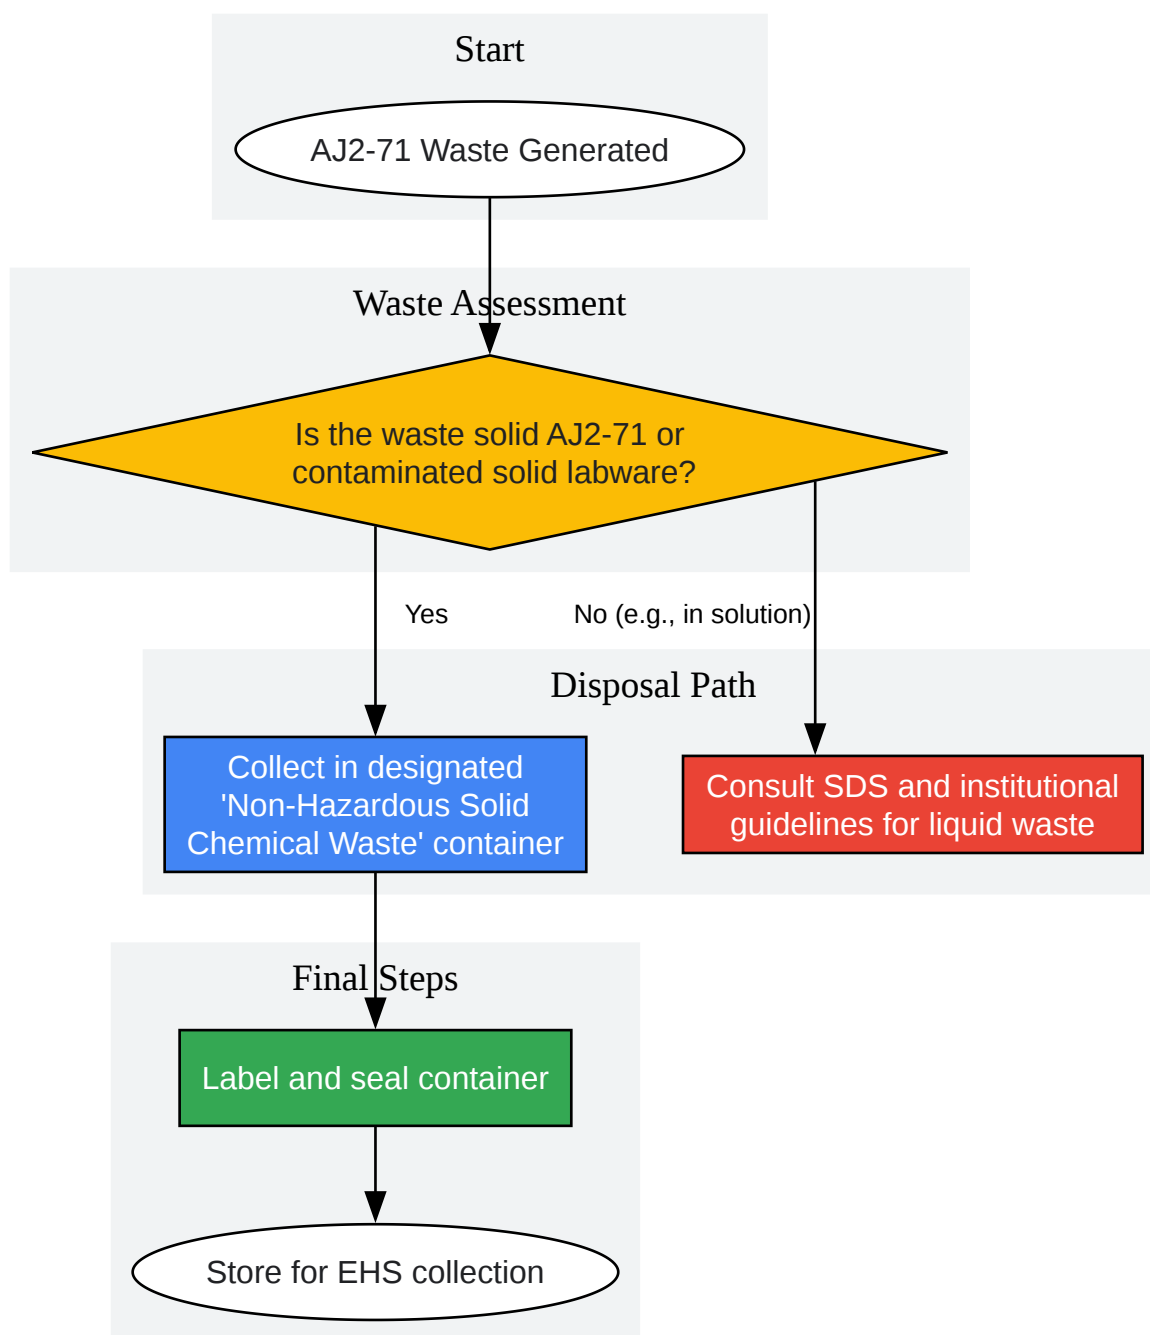 Start
AJ2-71 Waste Generated
Waste Assessment
Is the waste solid AJ2-71 or
contaminated solid labware?
Yes
No (e.g., in solution)
Disposal Path
Collect in designated
'Non-Hazardous Solid
Chemical Waste' container
Consult SDS and institutional
guidelines for liquid waste
Final Steps
Label and seal container
Store for EHS collection